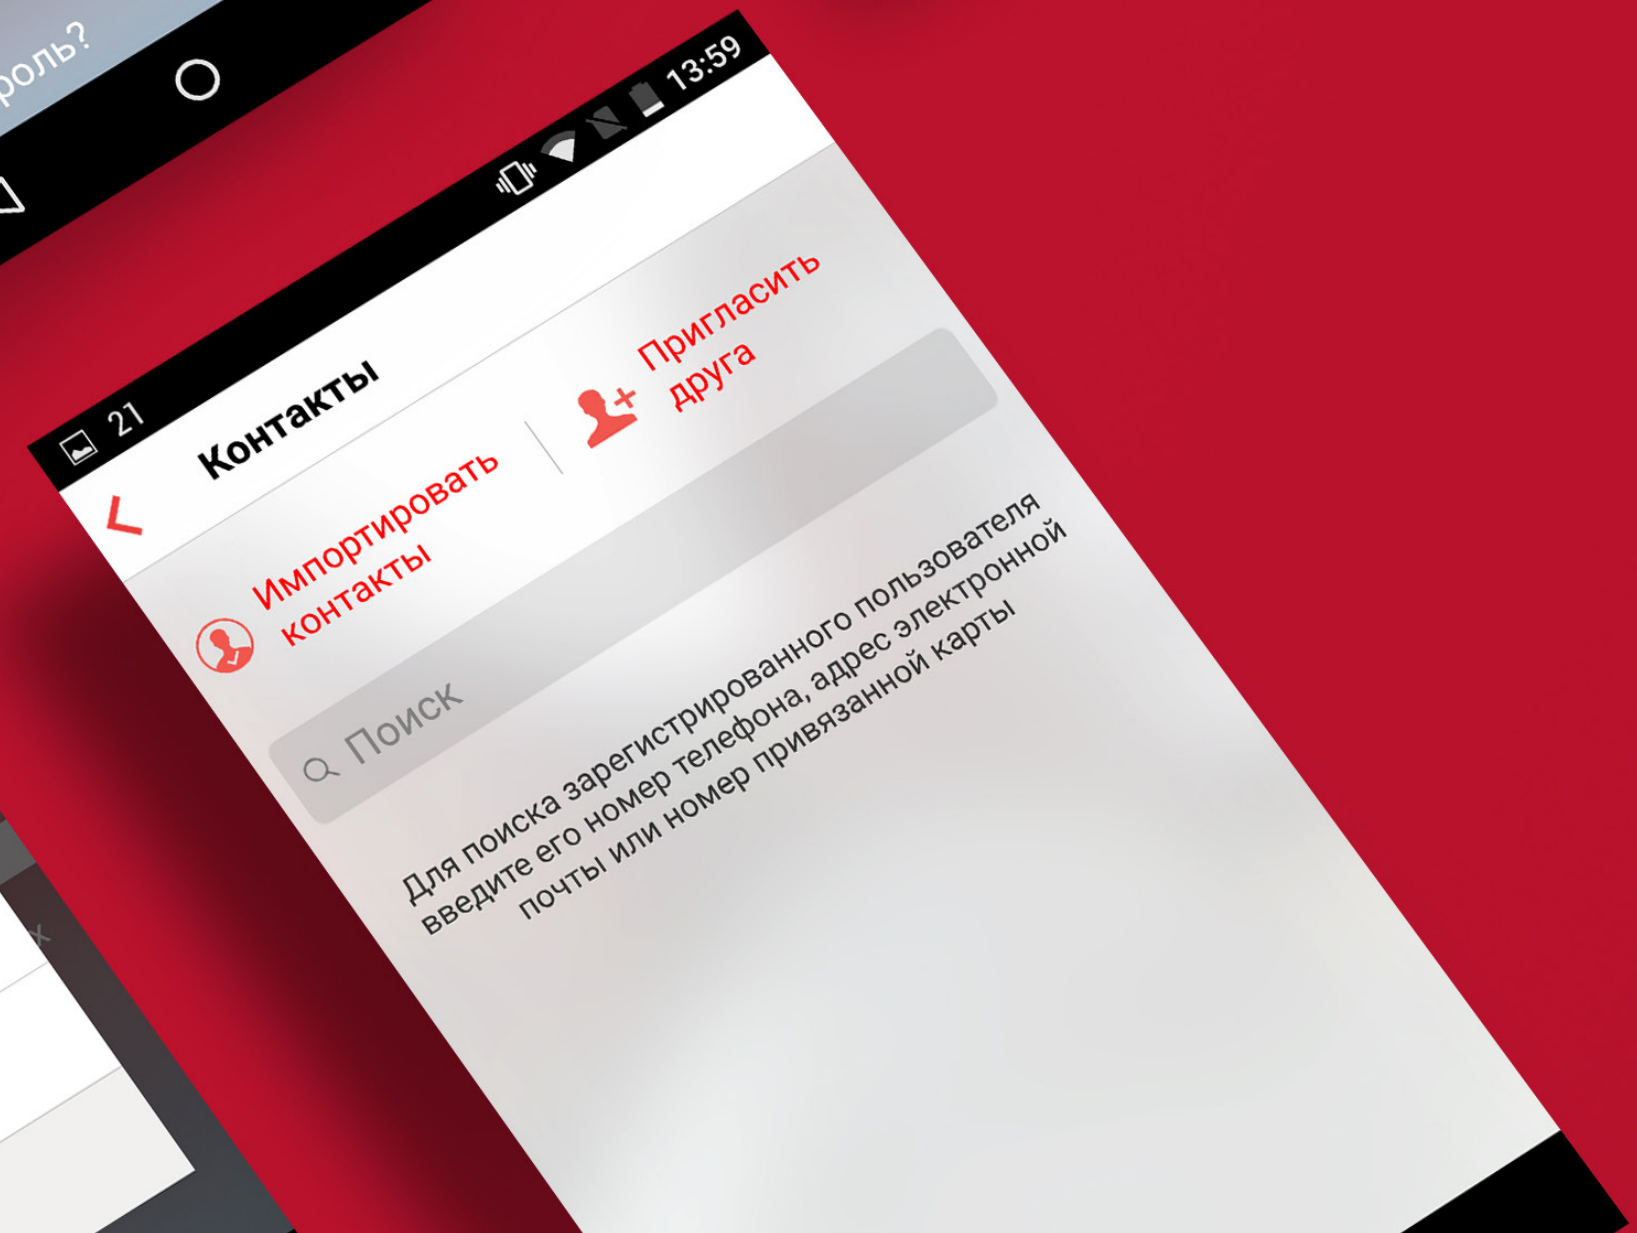 роль?
21
13:59
Контакты
Импортировать
контакты
Пригласить
друга
Поиск
Для поиска зарегистрированного пользователя
введите его номер телефона, адрес электронной
почты или номер привязанной карты